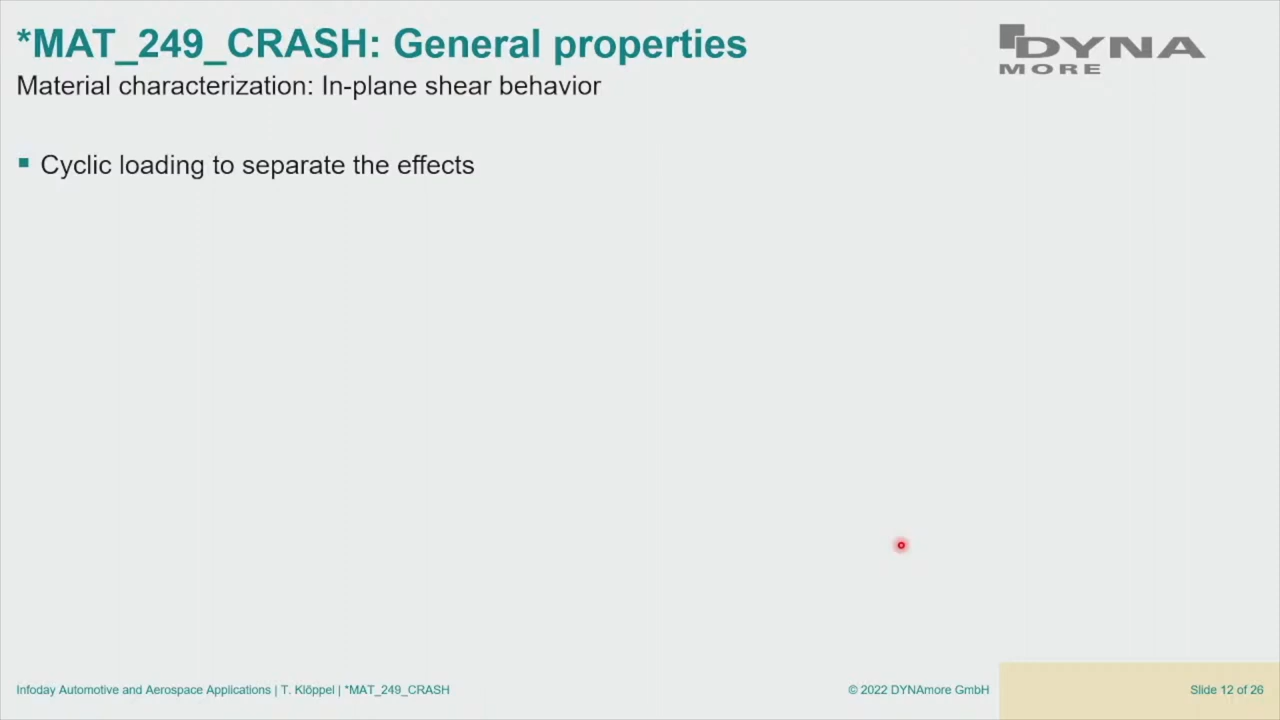 *MAT_249_CRASH: General properties
Material characterization: In-plane shear behavior
DYNA
MORE
Cyclic loading to separate the effects
Infoday Automotive and Aerospace Applications | T. Klöppel | *MAT_249_CRASH
© 2022 DYNAmore GmbH
Slide 12 of 26